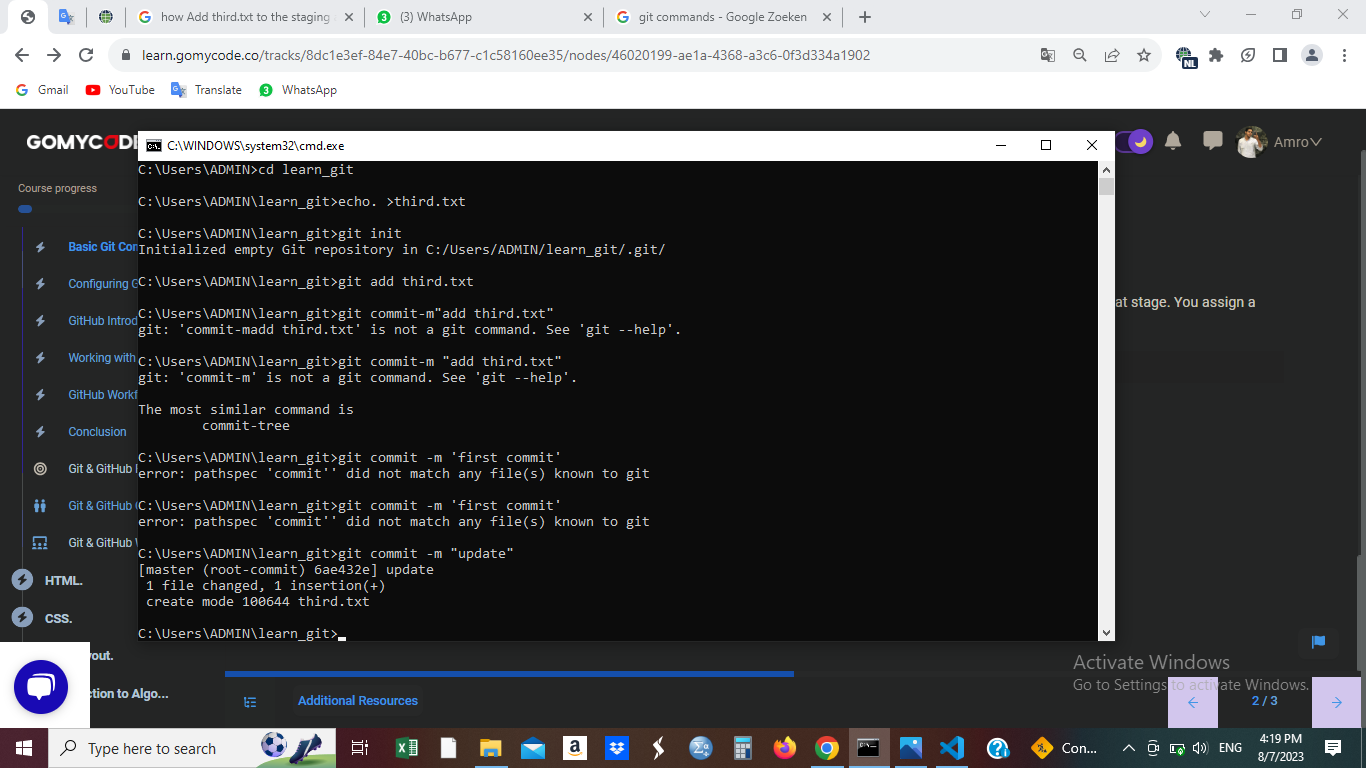 how Add third.txt to the staging
(3) WhatsApp
git commands - Google Zoeken
learn.gomycode.co/tracks/8dc1e3ef-84e7-40bc-b677-c1c58160ee35/nodes/46020199-ae1a-4368-a3c6-0f3d334a1902
NL
Gmail
YouTube
Translate
3
WhatsApp
GOMYCODE
C:\WINDOWS\system32\cmd.exe
Amro
Course progress
Basic Git Con
Configuring G
GitHub Introd
Working with
GitHub Workf
Conclusion
Git & GitHub
Git & GitHub
Git & GitHub
HTML.
CSS.
yout.
ction to Algo...
C:\Users\ADMIN>cd learn_git
C:\Users\ADMIN\learn_git>echo. >third.txt
C:\Users\ADMIN\learn_git>git init
Initialized empty Git repository in C:/Users/ADMIN/learn_git/.git/
C:\Users\ADMIN\learn_git>git add third.txt
C:\Users\ADMIN\learn_git>git commit-m"add third.txt"
git: 'commit-madd third.txt' is not a git command. See 'git --help'.
C:\Users\ADMIN\learn_git>git commit-m "add third.txt"
git: 'commit-m' is not a git command. See 'git --help'.
The most similar command is
commit-tree
C:\Users\ADMIN\learn_git>git commit -m 'first commit'
error: pathspec 'commit'' did not match any file(s) known to git
C:\Users\ADMIN\learn_git>git commit -m 'first commit'
error: pathspec 'commit'' did not match any file(s) known to git
C:\Users\ADMIN\learn_git>git commit -m "update"
[master (root-commit) 6ae432e] update
1 file changed, 1 insertion(+)
create mode 100644 third.txt
C:\Users\ADMIN\learn_git>
at stage. You assign a
Activate Windows
Go to Settings to activate Windows.
Additional Resources
2 / 3
Type here to search
Con...
ENG
4:19 PM
8/7/2023